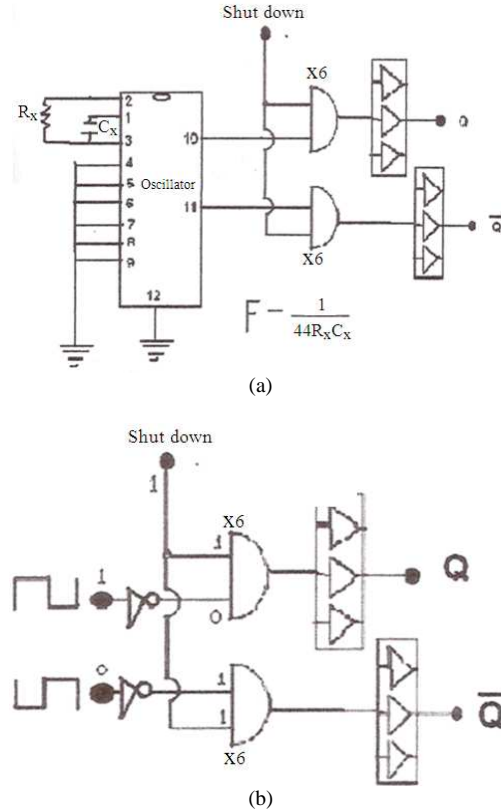 Shut down
X6
2
Rx
1
Cx
3
10
Q
4
5
Oscillator
6
11
7
8
X6
9
Q̅
12
F - 1
44RxCx
(a)
Shut down
1
X6
1
1
Q
0
0
1
1
Q̅
X6
(b)